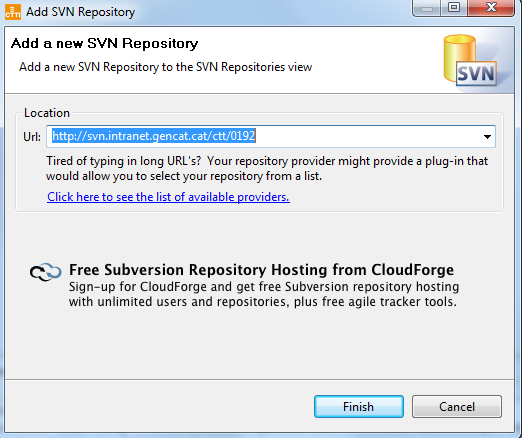 CTTI
Add SVN Repository
Add a new SVN Repository
Add a new SVN Repository to the SVN Repositories view
SVN
Location
Url:
http://svn.intranet.gencat.cat/ctt/0192
Tired of typing in long URL's? Your repository provider might provide a plug-in that
would allow you to select your repository from a list.
Click here to see the list of available providers.
Free Subversion Repository Hosting from CloudForge
Sign-up for CloudForge and get free Subversion repository hosting
with unlimited users and repositories, plus free agile tracker tools.
Finish
Cancel